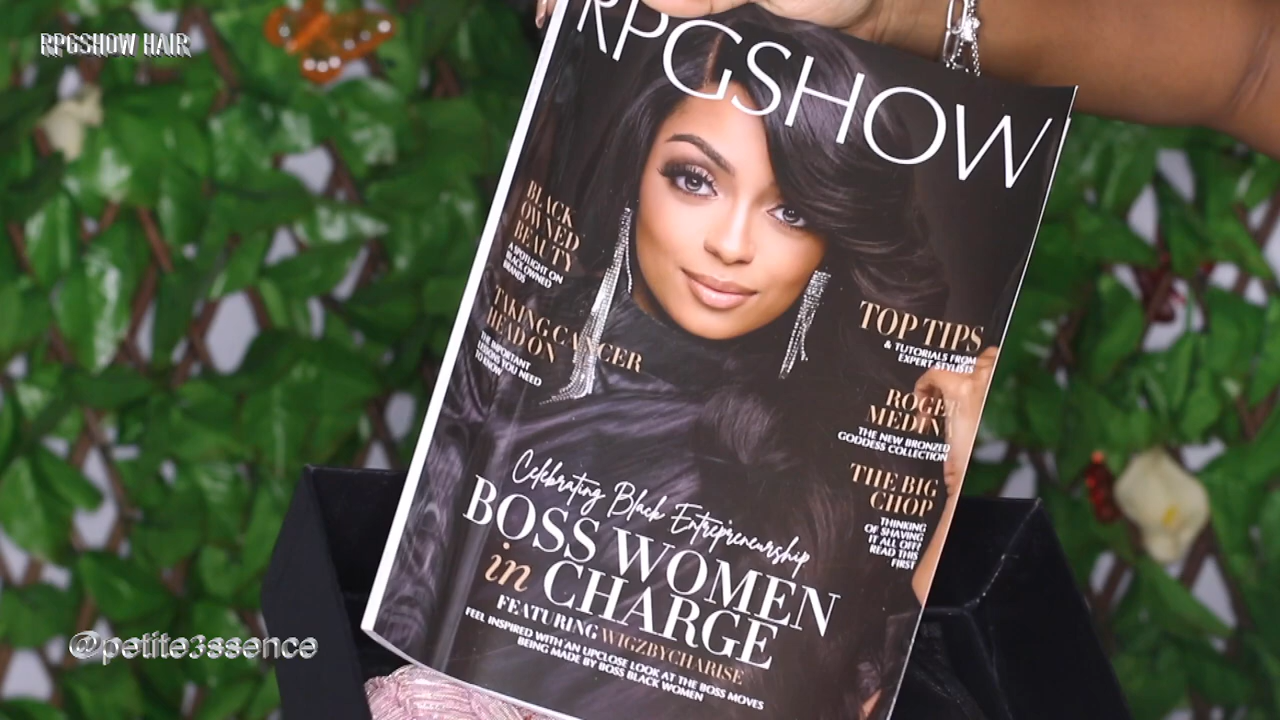 RPGSHOW HAIR
RPGSHOW
BLACK
OWNED
BEAUTY
A SPOTLIGHT ON
BLACK OWNED
BRANDS
TAKING CANCER
HEAD ON
THE IMPORTANT
YOU NEED
TO KNOW
TOP TIPS
& TUTORIALS FROM
EXPERT STYLISTS
ROGER
MEDINA
THE NEW BRONZED
GODDESS COLLECTION
THE BIG
CHOP
THINKING
OF SHAVING
IT ALL OFF?
READ THIS
FIRST
Celebrating Black Entrepreneurship
BOSS WOMEN
in CHARGE
FEATURING WIGZBYCHARISE
FEEL INSPIRED WITH AN UPCLOSE LOOK AT THE BOSS MOVES
BEING MADE BY BOSS BLACK WOMEN
@petite3ssence